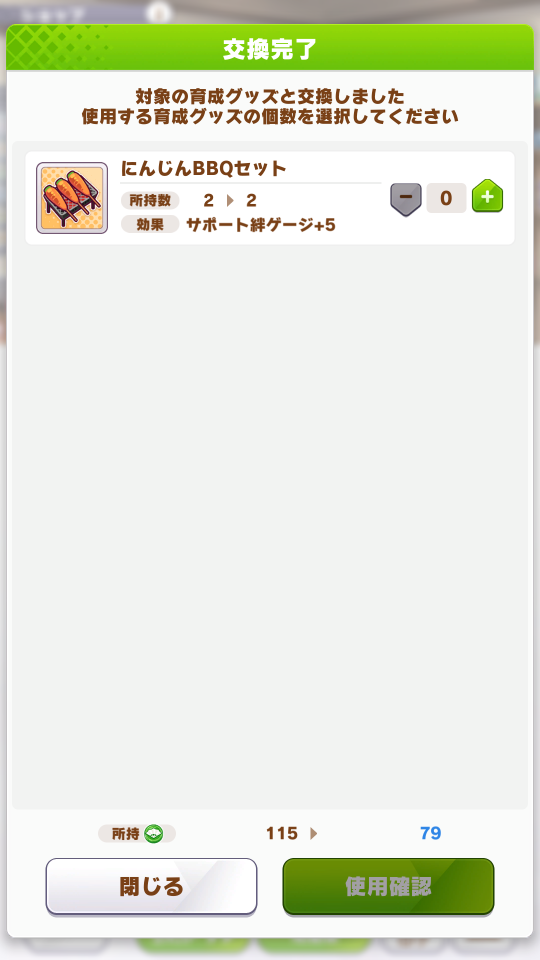 交換完了
対象の育成グッズと交換しました
使用する育成グッズの個数を選択してください
にんじんBBQセット
所持数 2 2
0
効果 サポート絆ゲージ+5
所持 115 79
閉じる 使用確認